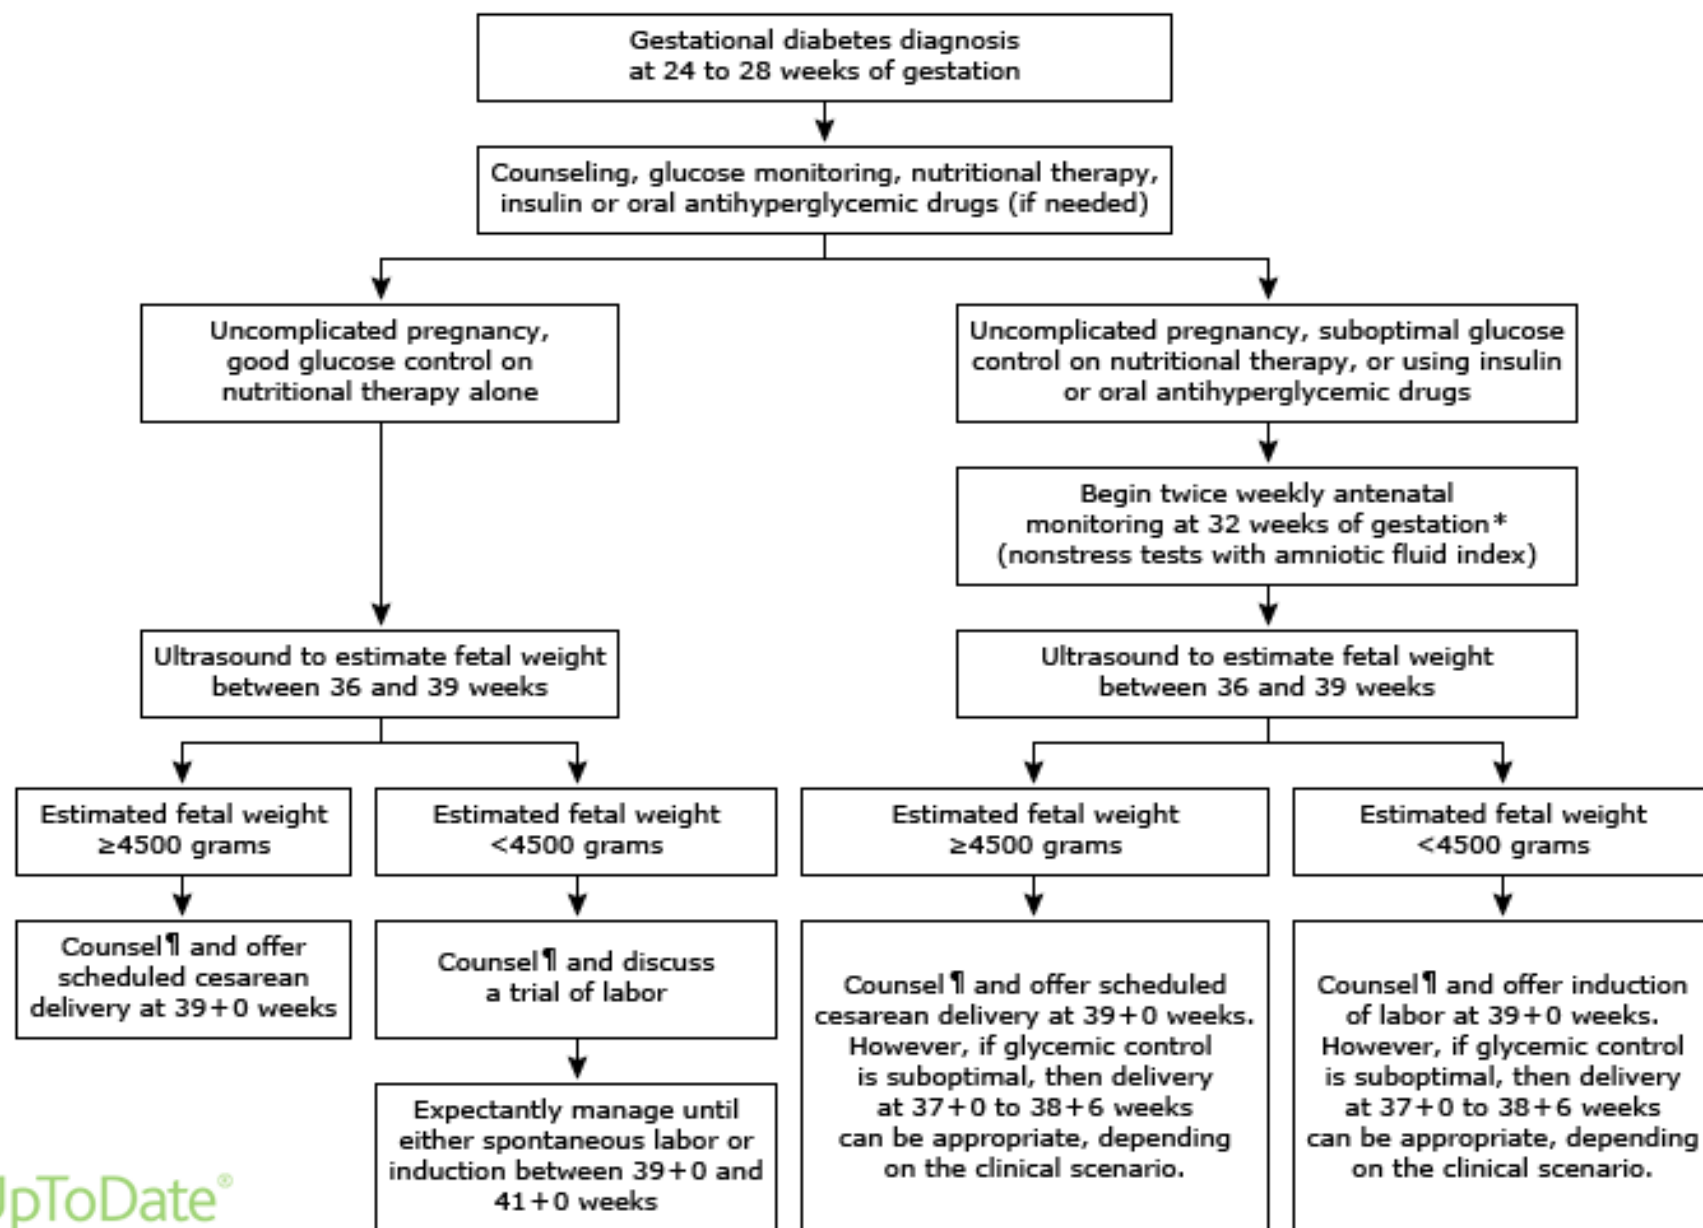 Gestational diabetes diagnosis
at 24 to 28 weeks of gestation
Counseling, glucose monitoring, nutritional therapy,
insulin or oral antihyperglycemic drugs (if needed)
Uncomplicated pregnancy,
good glucose control on
nutritional therapy alone
Uncomplicated pregnancy, suboptimal glucose
control on nutritional therapy, or using insulin
or oral antihyperglycemic drugs
Begin twice weekly antenatal
monitoring at 32 weeks of gestation*
(nonstress tests with amniotic fluid index)
Ultrasound to estimate fetal weight
between 36 and 39 weeks
Ultrasound to estimate fetal weight
between 36 and 39 weeks
Estimated fetal weight
≥4500 grams
Estimated fetal weight
<4500 grams
Estimated fetal weight
≥4500 grams
Estimated fetal weight
<4500 grams
Counsel¶ and offer
scheduled cesarean
delivery at 39+0 weeks
Counsel¶ and discuss
a trial of labor
Expectantly manage until
either spontaneous labor or
induction between 39+0 and
41+0 weeks
Counsel¶ and offer scheduled
cesarean delivery at 39+0 weeks.
However, if glycemic control
is suboptimal, then delivery
at 37+0 to 38+6 weeks
can be appropriate, depending
on the clinical scenario.
Counsel¶ and offer induction
of labor at 39+0 weeks.
However, if glycemic control
is suboptimal, then delivery
at 37+0 to 38+6 weeks
can be appropriate, depending
on the clinical scenario.
UpToDate®